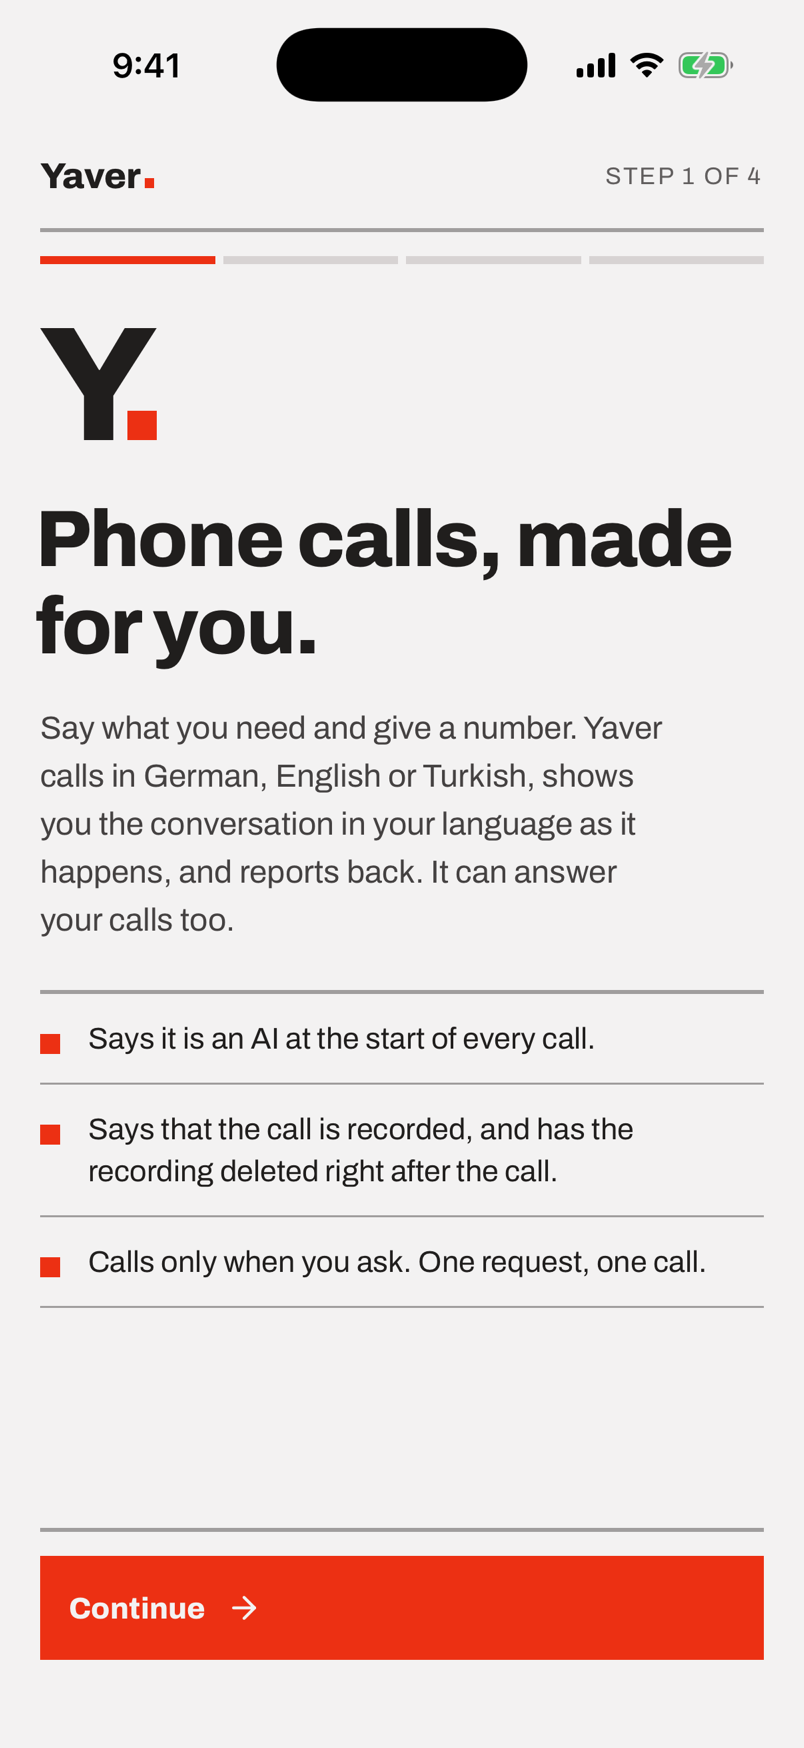 9:41
Yaver.
STEP 1 OF 4
Y.
Phone calls, made
for you.
Say what you need and give a number. Yaver
calls in German, English or Turkish, shows
you the conversation in your language as it
happens, and reports back. It can answer
your calls too.
Says it is an AI at the start of every call.
Says that the call is recorded, and has the
recording deleted right after the call.
Calls only when you ask. One request, one call.
Continue →